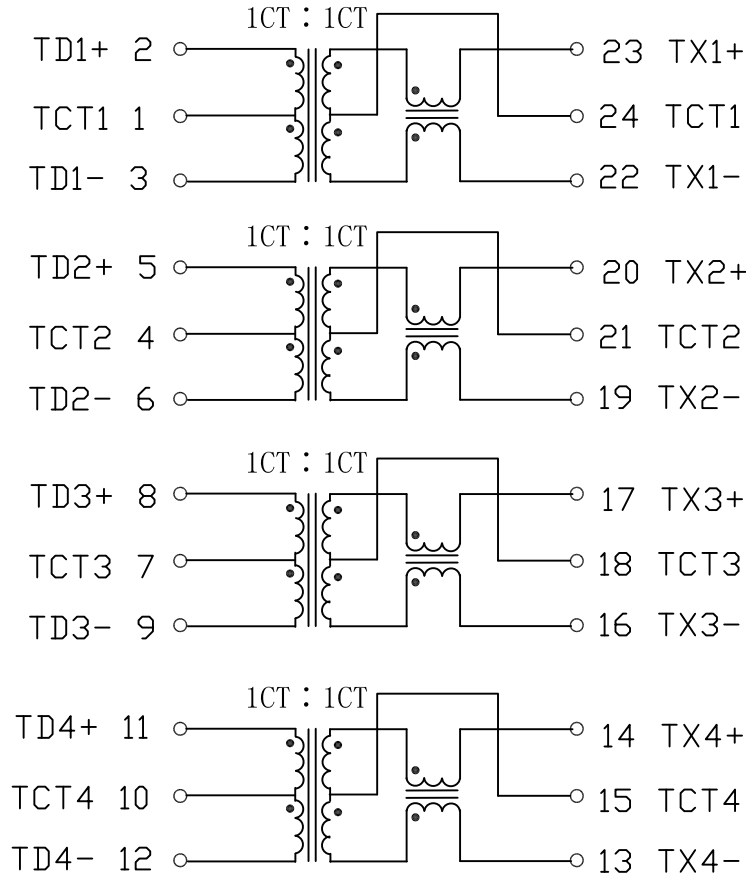 1CT : 1CT
TD1+ 2 23 TX1+
TCT1 1 24 TCT1
TD1- 3 22 TX1-
1CT : 1CT
TD2+ 5 20 TX2+
TCT2 4 21 TCT2
TD2- 6 19 TX2-
1CT : 1CT
TD3+ 8 17 TX3+
TCT3 7 18 TCT3
TD3- 9 16 TX3-
1CT : 1CT
TD4+ 11 14 TX4+
TCT4 10 15 TCT4
TD4- 12 13 TX4-